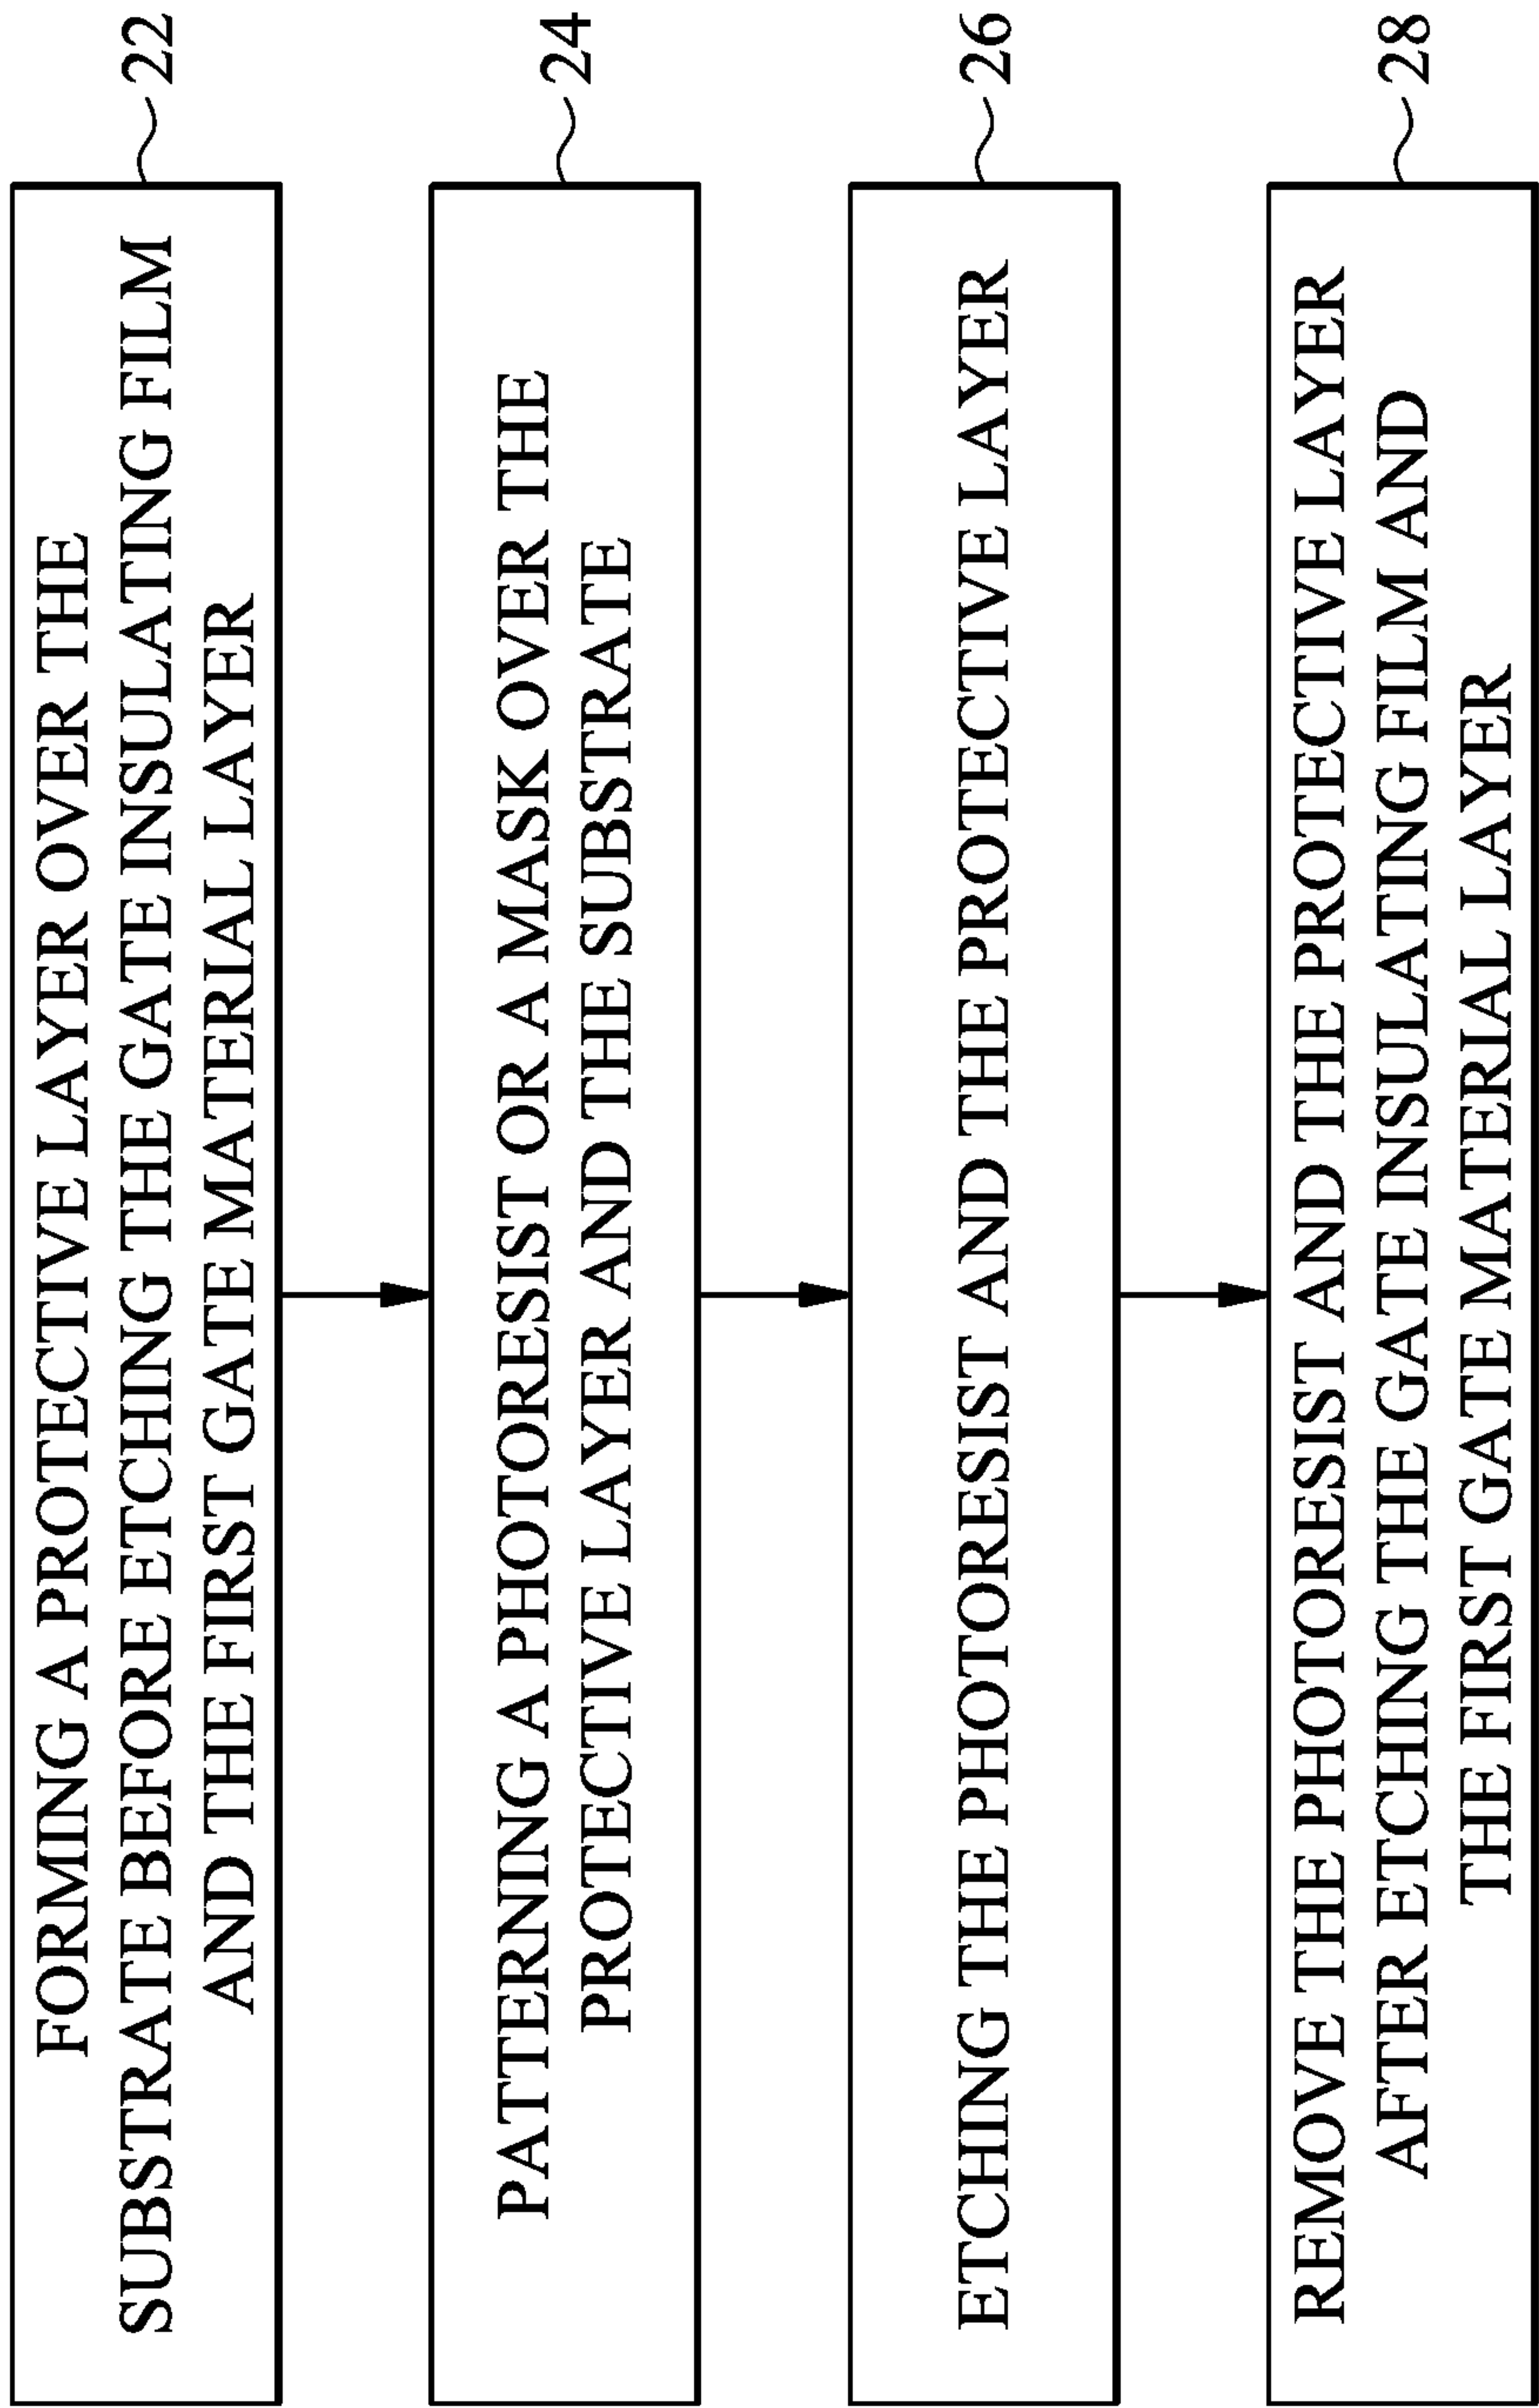 FORMING A PROTECTIVE LAYER OVER THE
SUBSTRATE BEFORE ETCHING THE GATE INSULATING FILM
AND THE FIRST GATE MATERIAL LAYER
22
PATTERNING A PHOTORESIST OR A MASK OVER THE
PROTECTIVE LAYER AND THE SUBSTRATE
24
ETCHING THE PHOTORESIST AND THE PROTECTIVE LAYER
26
REMOVE THE PHOTORESIST AND THE PROTECTIVE LAYER
AFTER ETCHING THE GATE INSULATING FILM AND
THE FIRST GATE MATERIAL LAYER
28